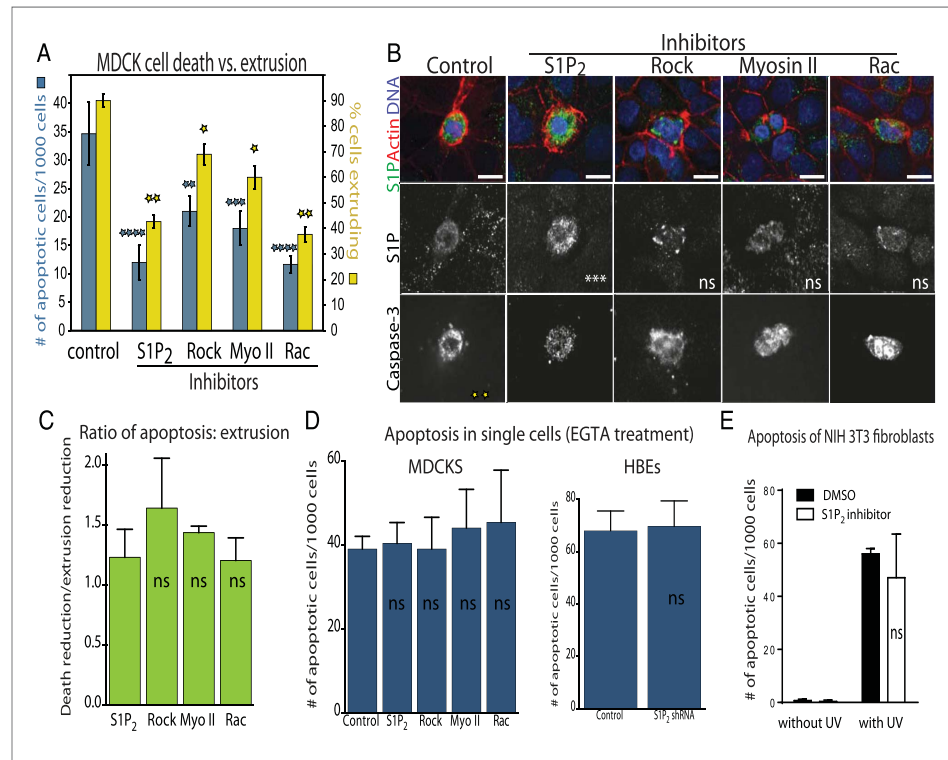 A
MDCK cell death vs. extrusion
# of apoptotic cells/1000 cells
% cells extruding
40
35
30
25
20
15
10
5
0
90
80
70
60
50
40
30
20
10
0
control
S1P2
Rock
Myo II
Rac
Inhibitors
B
Inhibitors
Control
S1P2
Rock
Myosin II
Rac
S1P Actin DNA
S1P
***
ns
ns
ns
Caspase-3
C
Ratio of apoptosis: extrusion
Death reduction/extrusion reduction
2.0
1.5
1.0
0.5
0.0
ns
ns
ns
S1P2
Rock
Myo II
Rac
D
Apoptosis in single cells (EGTA treatment)
MDCKS
# of apoptotic cells/1000 cells
60
40
20
0
ns
ns
ns
ns
Control
S1P2
Rock
Myo II
Rac
HBEs
# of apoptotic cells/1000 cells
80
60
40
20
0
ns
Control
S1P2 shRNA
E
Apoptosis of NIH 3T3 fibroblasts
# of apoptotic cells/1000 cells
80
60
40
20
0
DMSO
S1P2 inhibitor
ns
without UV
with UV